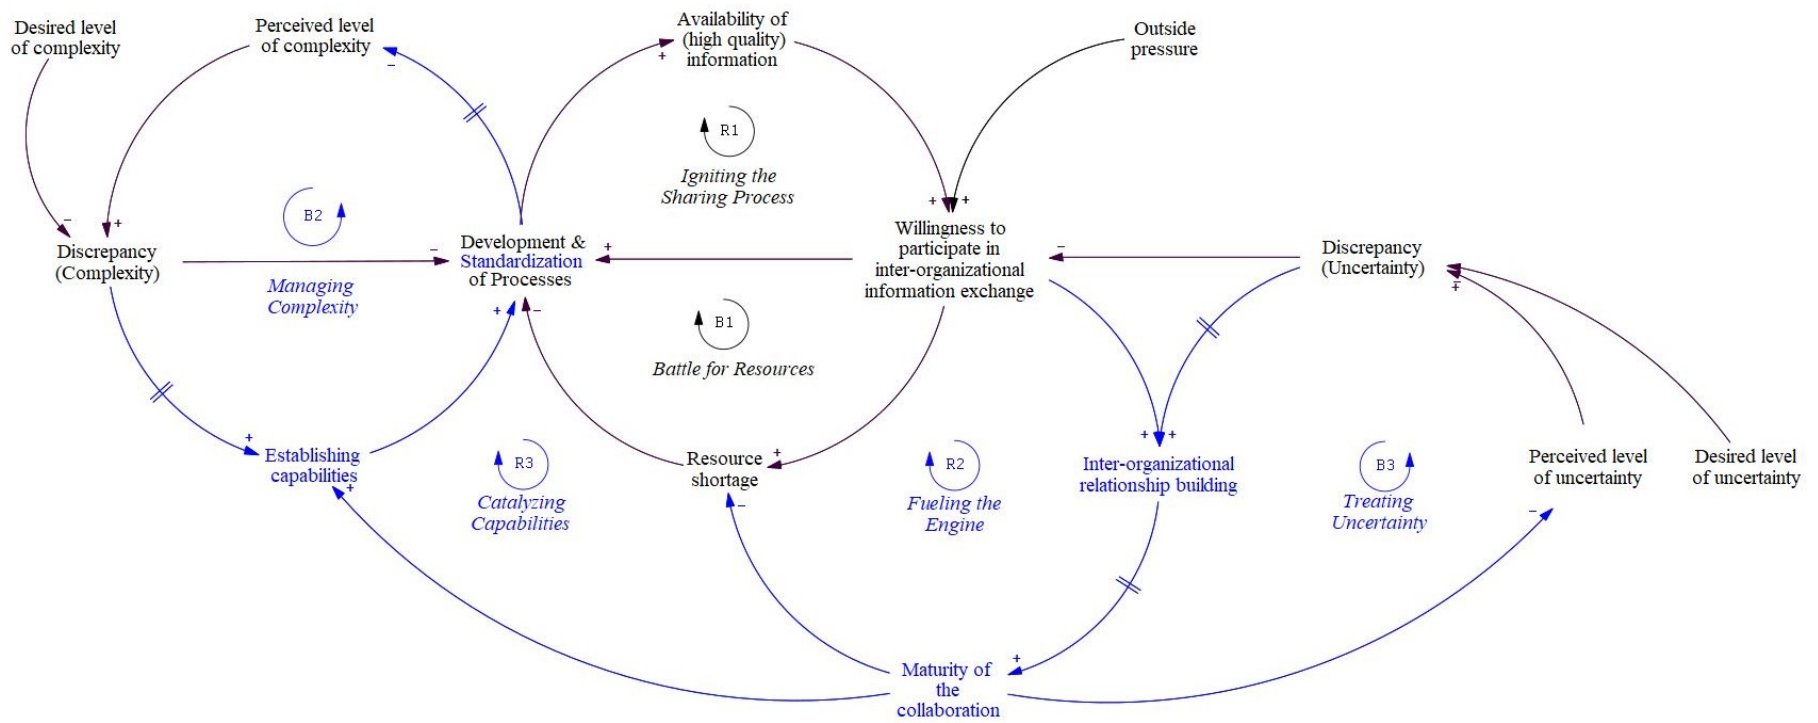 Desired level
of complexity
Perceived level
of complexity
Availability of
(high quality)
information
Outside
pressure
−
+
R1
Igniting the
Sharing Process
B2
−
+
+
+
Discrepancy
(Complexity)
−
Development &
Standardization
of Processes
+
Willingness to
participate in
inter-organizational
information exchange
−
Discrepancy
(Uncertainty)
Managing
Complexity
+
−
B1
Battle for Resources
+
Establishing
capabilities
+
R3
Catalyzing
Capabilities
Resource
shortage
+
−
R2
Fueling the
Engine
+
+
Inter-organizational
relationship building
B3
Treating
Uncertainty
Perceived level
of uncertainty
−
Desired level
of uncertainty
+
Maturity of
the
collaboration